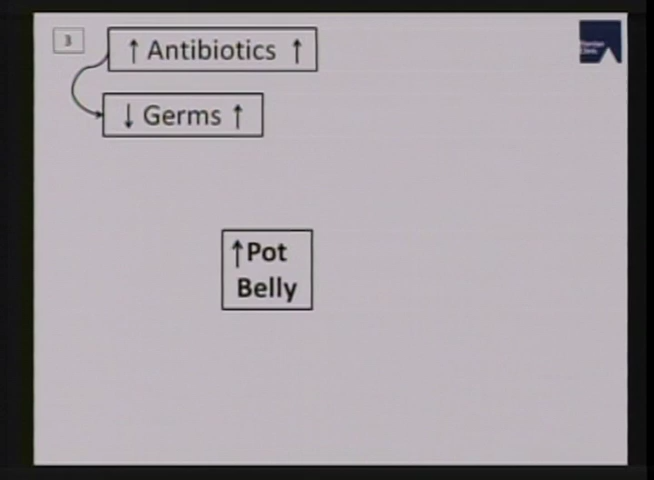 3
↑ Antibiotics ↑
↓ Germs ↑
↑Pot
Belly